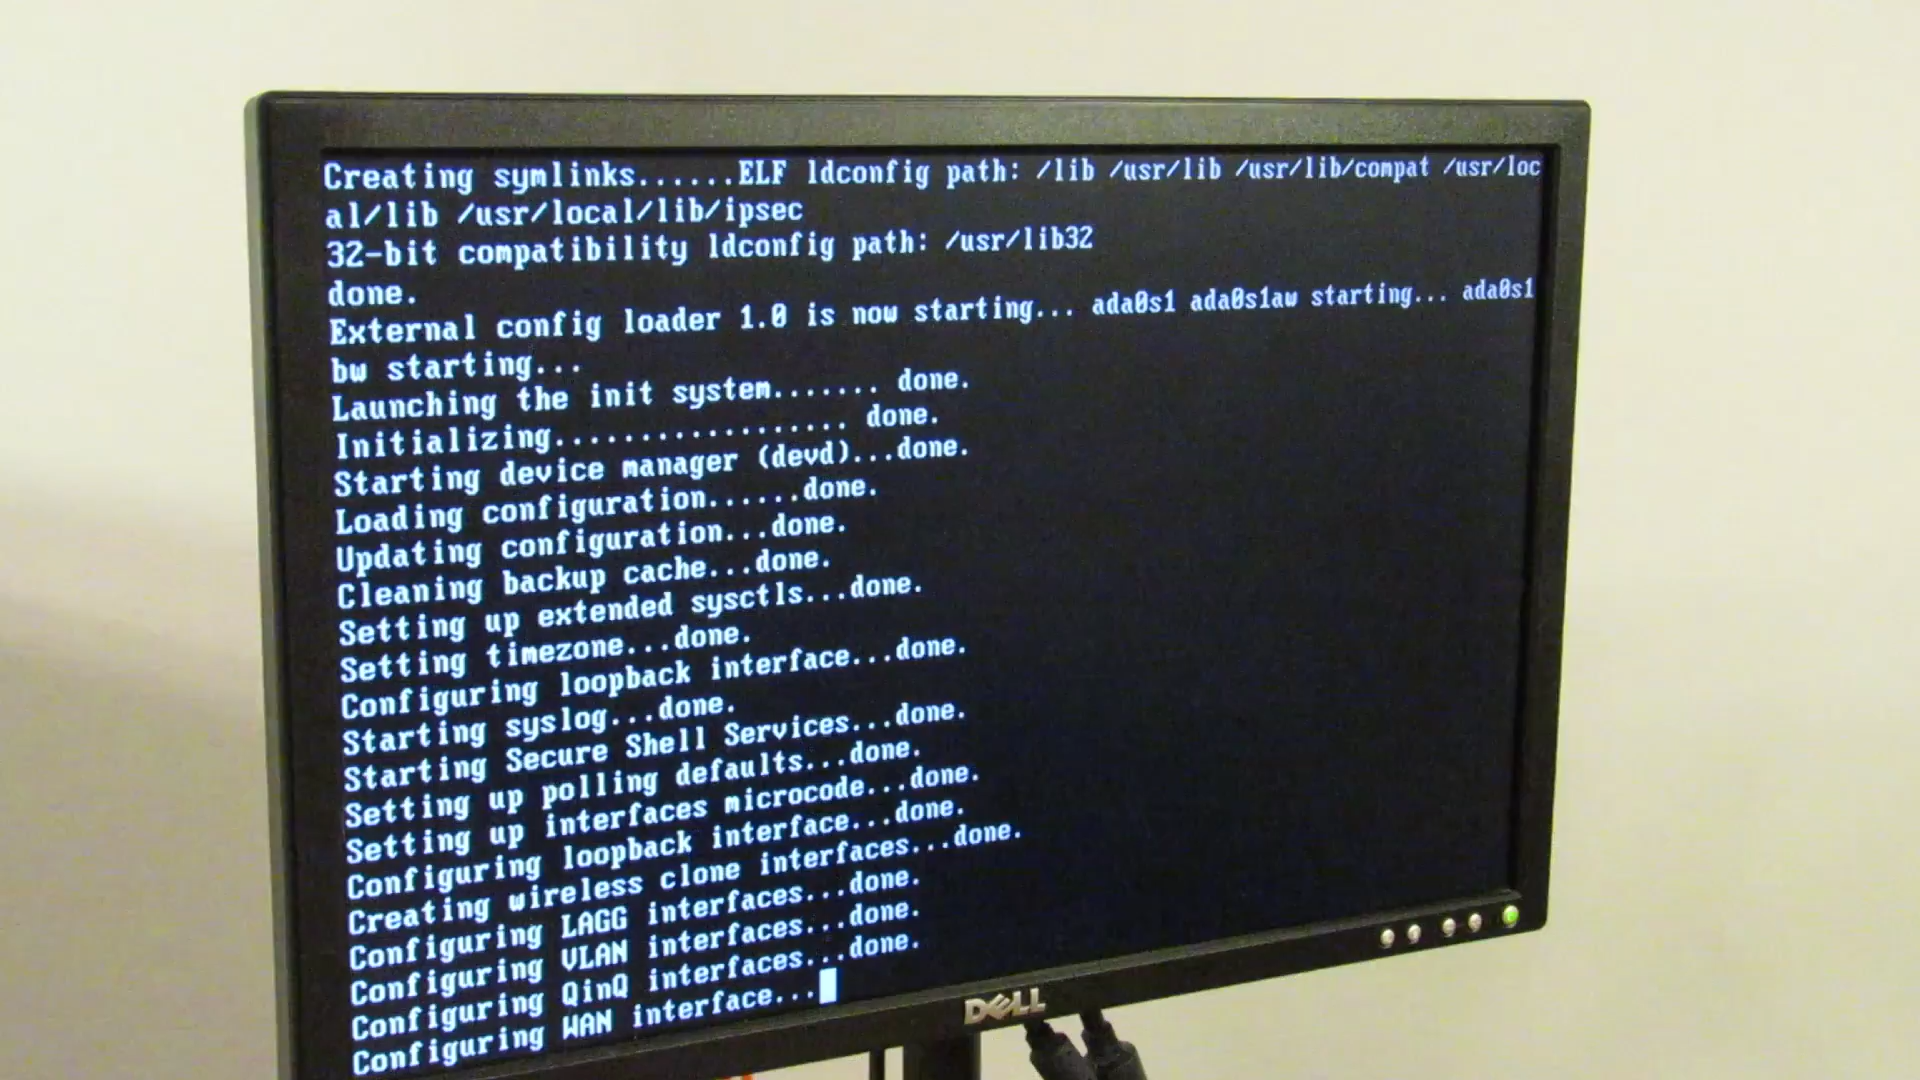 Creating symlinks......ELF ldconfig path: /lib /usr/lib /usr/lib/compat /usr/loc
al/lib /usr/local/lib/ipsec
32-bit compatibility ldconfig path: /usr/lib32
done.
External config loader 1.0 is now starting... ada0s1 ada0s1aw starting... ada0s1
bw starting...
Launching the init system....... done.
Initializing.................. done.
Starting device manager (devd)...done.
Loading configuration......done.
Updating configuration...done.
Cleaning backup cache...done.
Setting up extended sysctls...done.
Setting timezone...done.
Configuring loopback interface...done.
Starting syslog...done.
Starting Secure Shell Services...done.
Setting up polling defaults...done.
Setting up interfaces microcode...done.
Configuring loopback interface...done.
Creating wireless clone interfaces...done.
Configuring LAGG interfaces...done.
Configuring VLAN interfaces...done.
Configuring QinQ interfaces...done.
Configuring WAN interface...
DELL